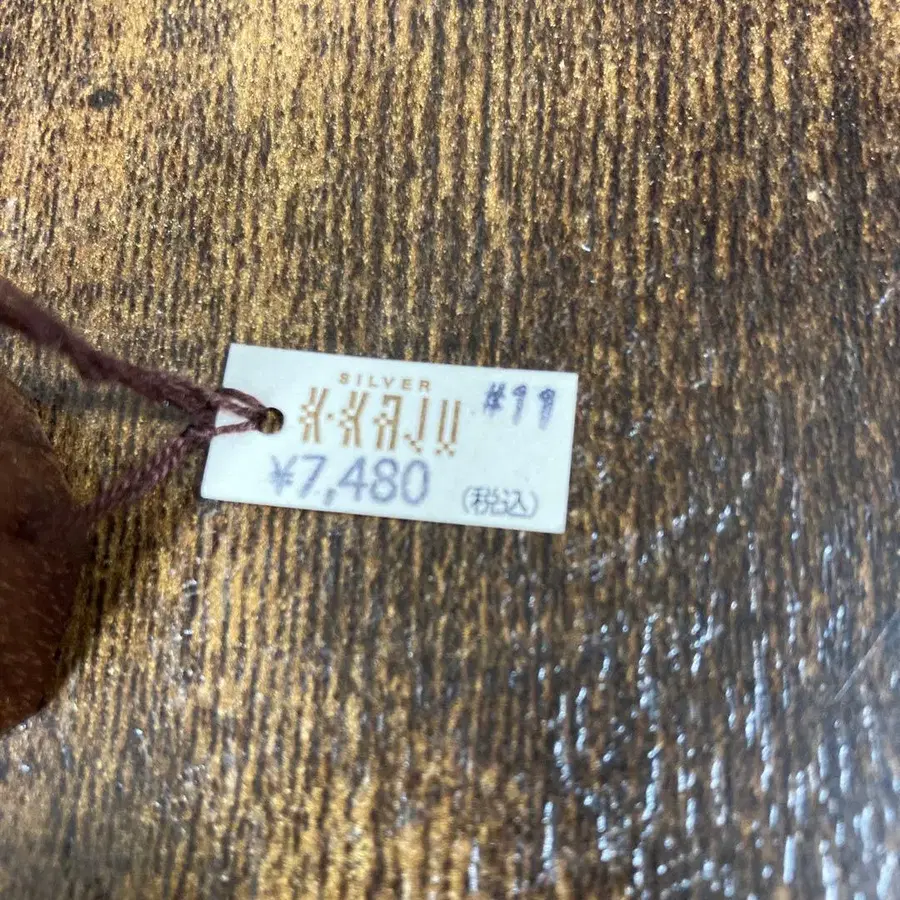 SILVER
K·KAJU
#11
¥7,480
(税込)